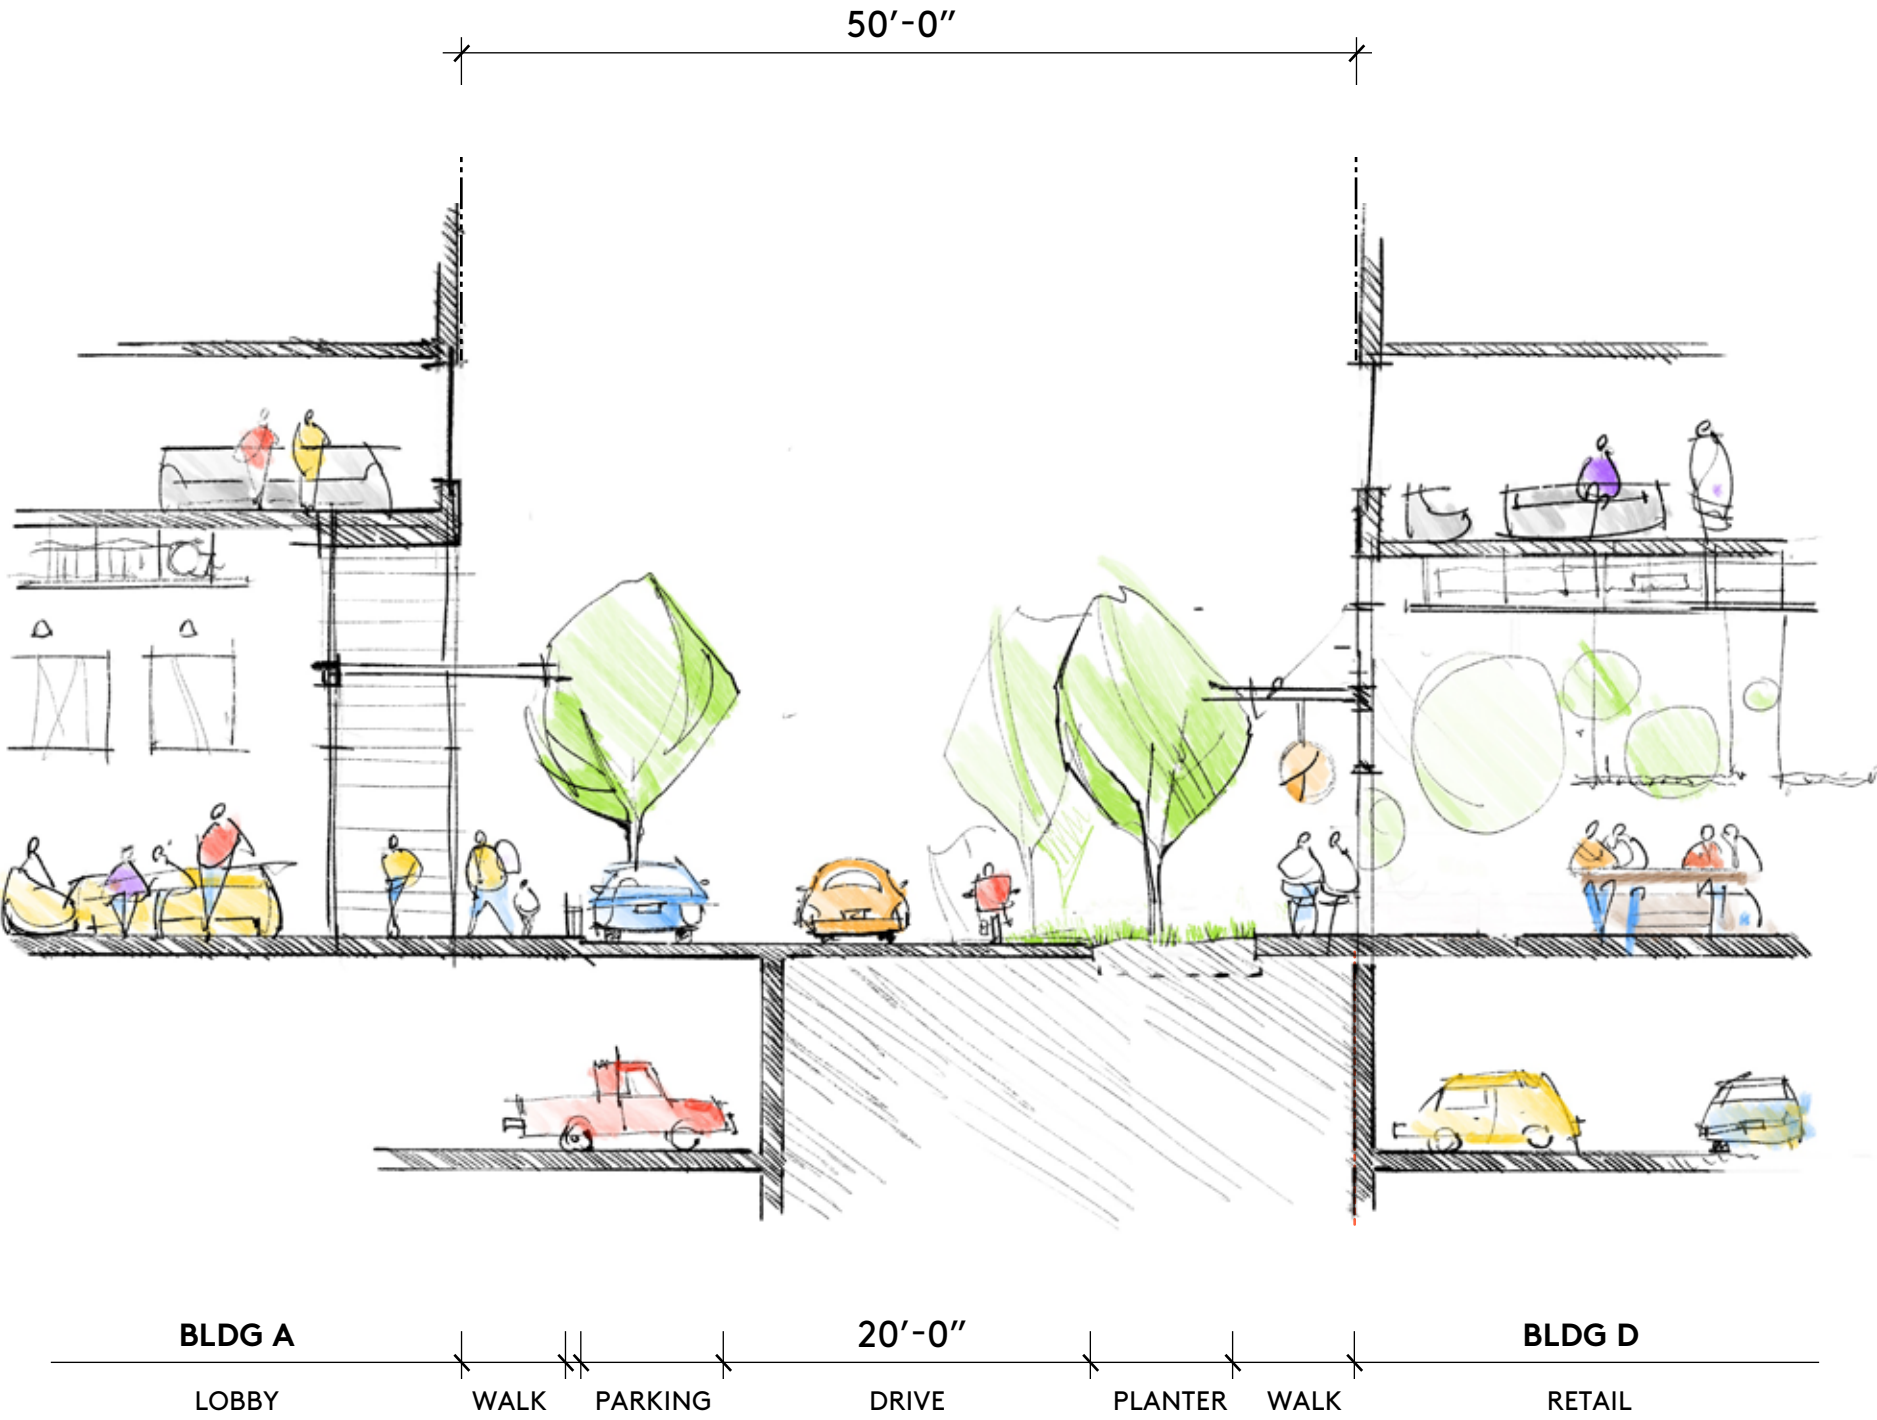 50’-0”
BLDG A
20’-0”
BLDG D
LOBBY
WALK
PARKING
DRIVE
PLANTER
WALK
RETAIL